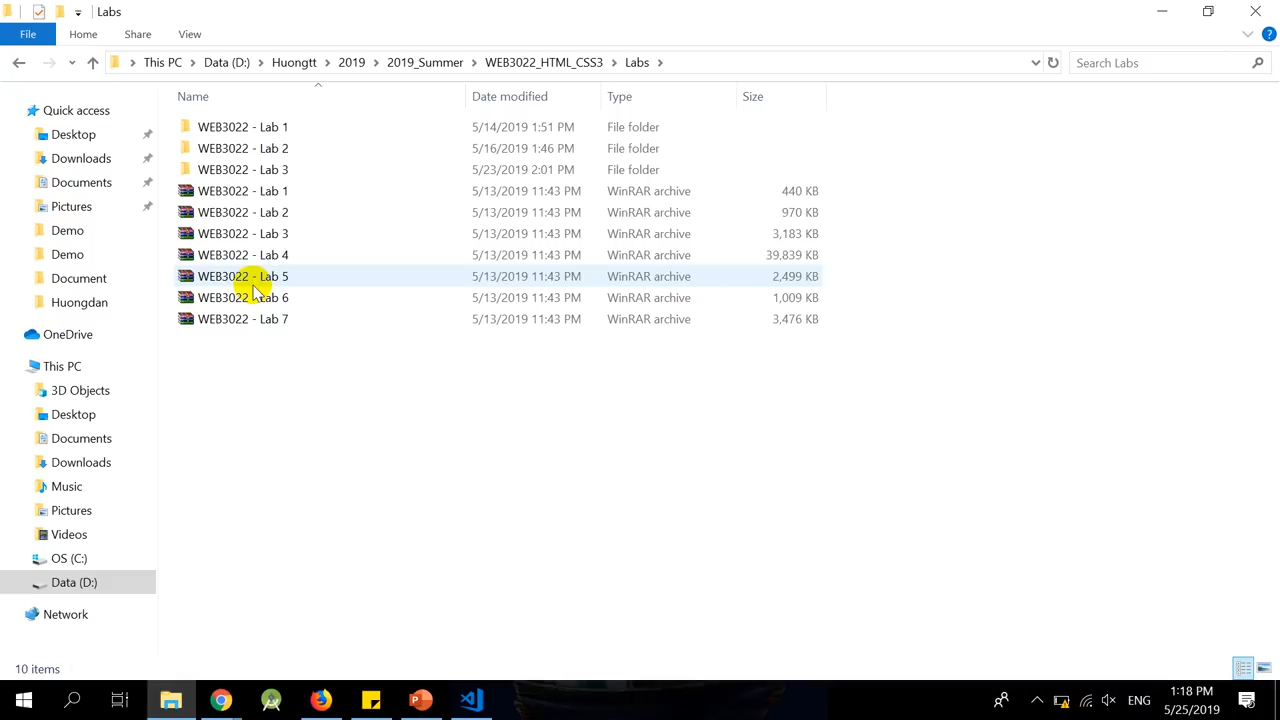 Labs
File Home Share View
This PC Data (D:) Huongtt 2019 2019_Summer WEB3022_HTML_CSS3 Labs Search Labs
Name Date modified Type Size
Quick access
Desktop
Downloads
Documents
Pictures
Demo
Demo
Document
Huongdan
OneDrive
This PC
3D Objects
Desktop
Documents
Downloads
Music
Pictures
Videos
OS (C:)
Data (D:)
Network
WEB3022 - Lab 1 5/14/2019 1:51 PM File folder
WEB3022 - Lab 2 5/16/2019 1:46 PM File folder
WEB3022 - Lab 3 5/23/2019 2:01 PM File folder
WEB3022 - Lab 1 5/13/2019 11:43 PM WinRAR archive 440 KB
WEB3022 - Lab 2 5/13/2019 11:43 PM WinRAR archive 970 KB
WEB3022 - Lab 3 5/13/2019 11:43 PM WinRAR archive 3,183 KB
WEB3022 - Lab 4 5/13/2019 11:43 PM WinRAR archive 39,839 KB
WEB3022 - Lab 5 5/13/2019 11:43 PM WinRAR archive 2,499 KB
WEB3022 - Lab 6 5/13/2019 11:43 PM WinRAR archive 1,009 KB
WEB3022 - Lab 7 5/13/2019 11:43 PM WinRAR archive 3,476 KB
10 items
ENG
1:18 PM
5/25/2019